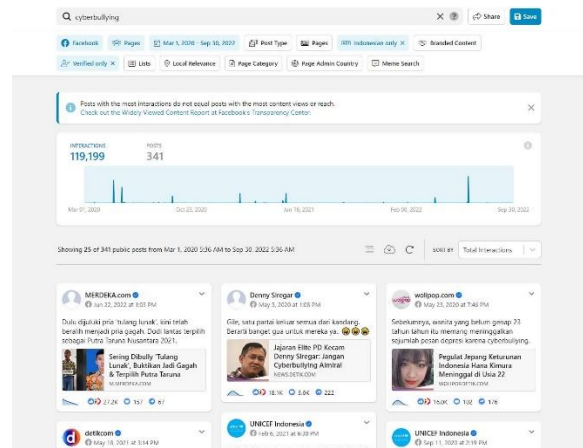 cyberbullying
Share
Save
Facebook
Pages
Mar 1, 2020 - Sep 30, 2022
Post Type
Pages
Indonesian only
Branded Content
Verified only
Lists
Local Relevance
Page Category
Page Admin Country
Meme Search
Posts with the most interactions do not equal posts with the most content views or reach.
Check out the Widely Viewed Content Report at Facebook's Transparency Center.
INTERACTIONS
119,199
POSTS
341
Mar 01, 2020
Oct 23, 2020
Jun 16, 2021
Feb 08, 2022
Sep 30, 2022
Showing 25 of 341 public posts from Mar 1, 2020 5:36 AM to Sep 30, 2022 5:36 AM
SORT BY
Total Interactions
MERDEKA.com
Jun 22, 2022 at 1:03 PM
Dulu dijuluki pria 'tulang lunak', kini telah
beralih menjadi pria gagah. Dodi lantas terpilih
sebagai Putra Taruna Nusantara 2021.
Sering Dibully 'Tulang
Lunak', Buktikan Jadi Gagah
& Terpilih Putra Taruna
M.MERDEKA.COM
27.2K 157 67
Denny Siregar
May 3, 2020 at 1:08 PM
Gile, satu partai keluar semua dari kandang.
Berarti banget gua untuk mereka ya.
Jajaran Elite PD Kecam
Denny Siregar: Jangan
Cyberbullying Almira!
NEWS.DETIK.COM
18.1K 3.6K 222
wolipop.com
May 23, 2020 at 7:46 PM
Sebelumnya, wanita yang belum genap 23
tahun tahun itu memang meninggalkan
sejumlah pesan depresi karena cyberbullying.
Pegulat Jepang Keturunan
Indonesia Hana Kimura
Meninggal di Usia 22
WOLIPOP.DETIK.COM
16.0K 102 176
detikcom
May 18, 2021 at 3:14 PM
UNICEF Indonesia
Feb 6, 2021 at 4:30 PM
UNICEF Indonesia
Sep 11, 2020 at 2:19 PM